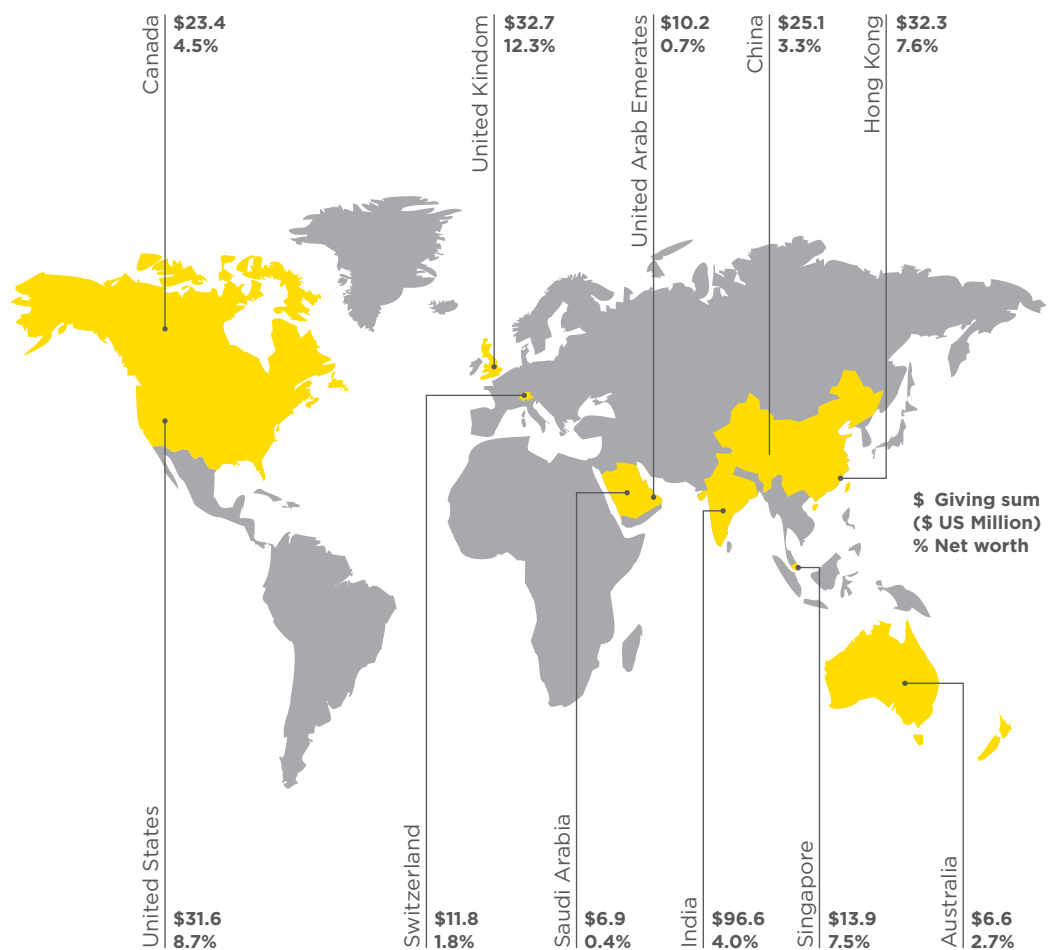 Canada
$23.4
4.5%
United Kindom
$32.7
12.3%
United Arab Emerates
$10.2
0.7%
China
$25.1
3.3%
Hong Kong
$32.3
7.6%
$ Giving sum
($ US Million)
% Net worth
United States
$31.6
8.7%
Switzerland
$11.8
1.8%
Saudi Arabia
$6.9
0.4%
India
$96.6
4.0%
Singapore
$13.9
7.5%
Australia
$6.6
2.7%